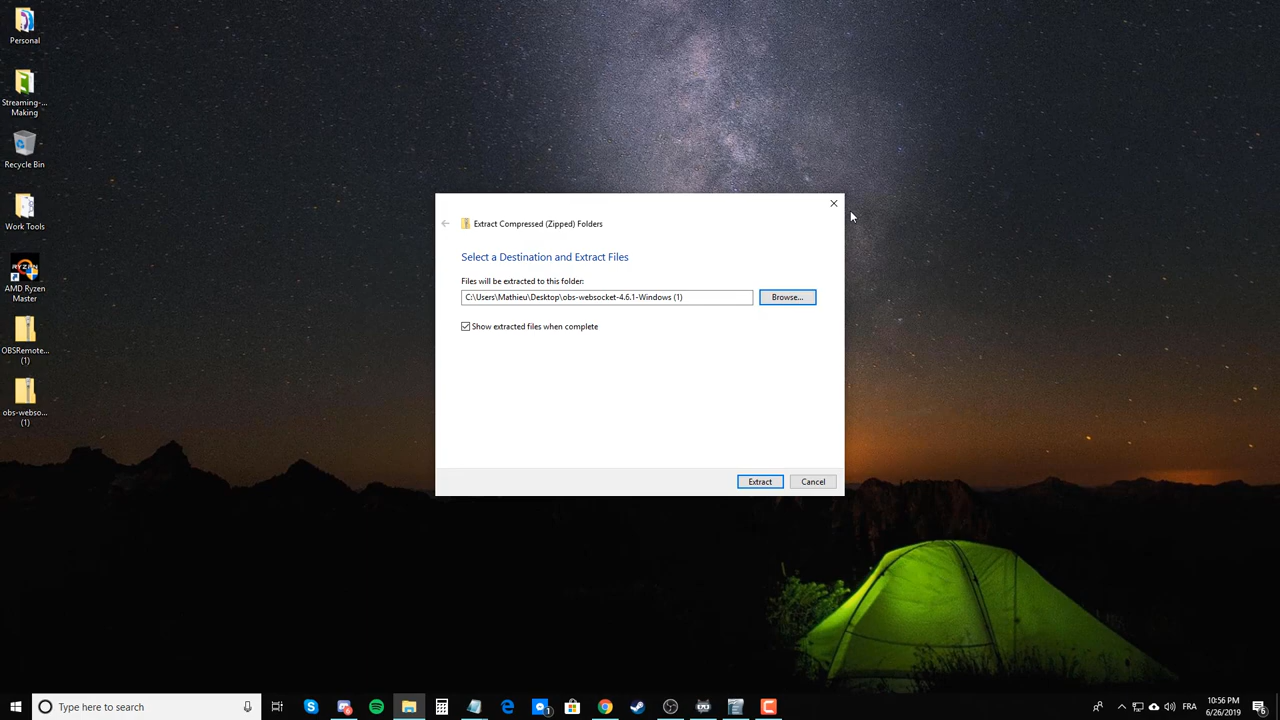 Personal
Streaming-...
Making
Recycle Bin
Work Tools
RYZEN
AMD Ryzen
Master
OBSRemote...
(1)
obs-webso...
(1)
Extract Compressed (Zipped) Folders
Select a Destination and Extract Files
Files will be extracted to this folder:
C:\Users\Mathieu\Desktop\obs-websocket-4.6.1-Windows (1)
Browse...
Show extracted files when complete
Extract
Cancel
Type here to search
1
FRA
10:56 PM
6/26/2019
6